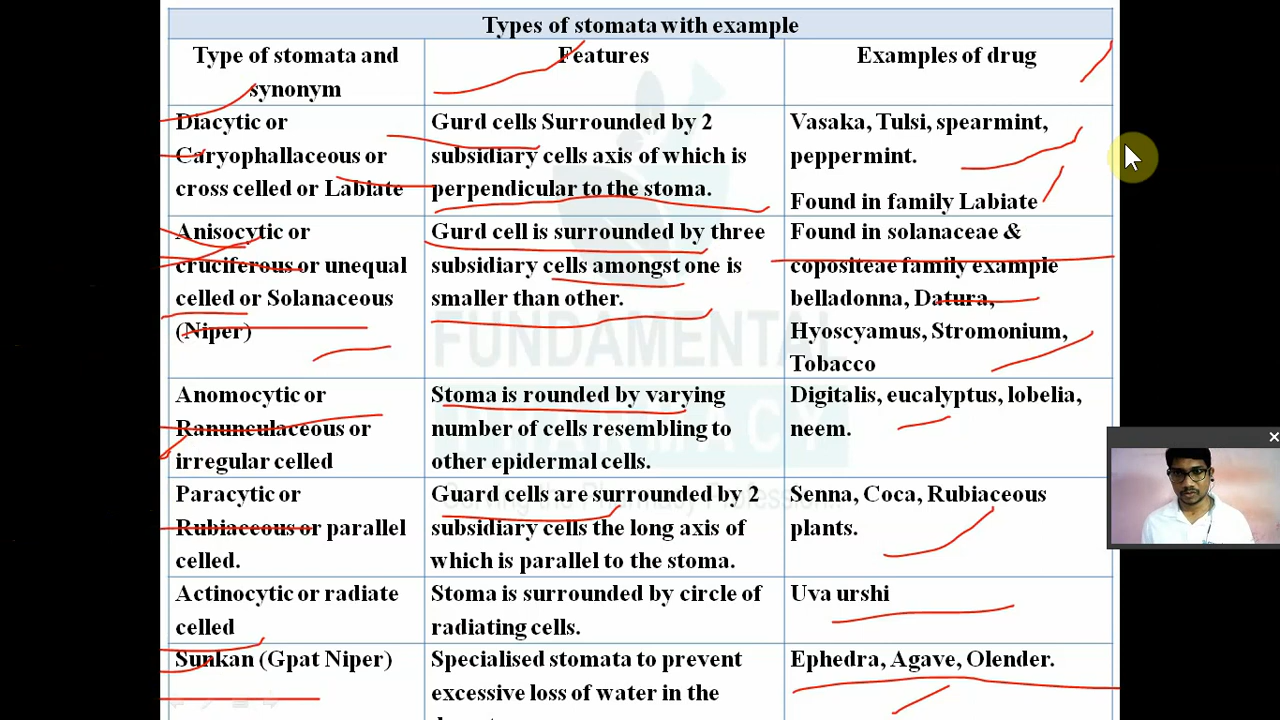 Types of stomata with example
Type of stomata and
synonym
Features
Examples of drug
Diacytic or
Caryophallaceous or
cross celled or Labiate
Gurd cells Surrounded by 2
subsidiary cells axis of which is
perpendicular to the stoma.
Vasaka, Tulsi, spearmint,
peppermint.
Found in family Labiate
Anisocytic or
cruciferous or unequal
celled or Solanaceous
(Niper)
Gurd cell is surrounded by three
subsidiary cells amongst one is
smaller than other.
Found in solanaceae &
copositeae family example
belladonna, Datura,
Hyoscyamus, Stromonium,
Tobacco
Anomocytic or
Ranunculaceous or
irregular celled
Stoma is rounded by varying
number of cells resembling to
other epidermal cells.
Digitalis, eucalyptus, lobelia,
neem.
Paracytic or
Rubiaceous or parallel
celled.
Guard cells are surrounded by 2
subsidiary cells the long axis of
which is parallel to the stoma.
Senna, Coca, Rubiaceous
plants.
Actinocytic or radiate
celled
Stoma is surrounded by circle of
radiating cells.
Uva urshi
Sunkan (Gpat Niper)
Specialised stomata to prevent
excessive loss of water in the
Ephedra, Agave, Olender.
FUNDAMENTAL
PHARMACY